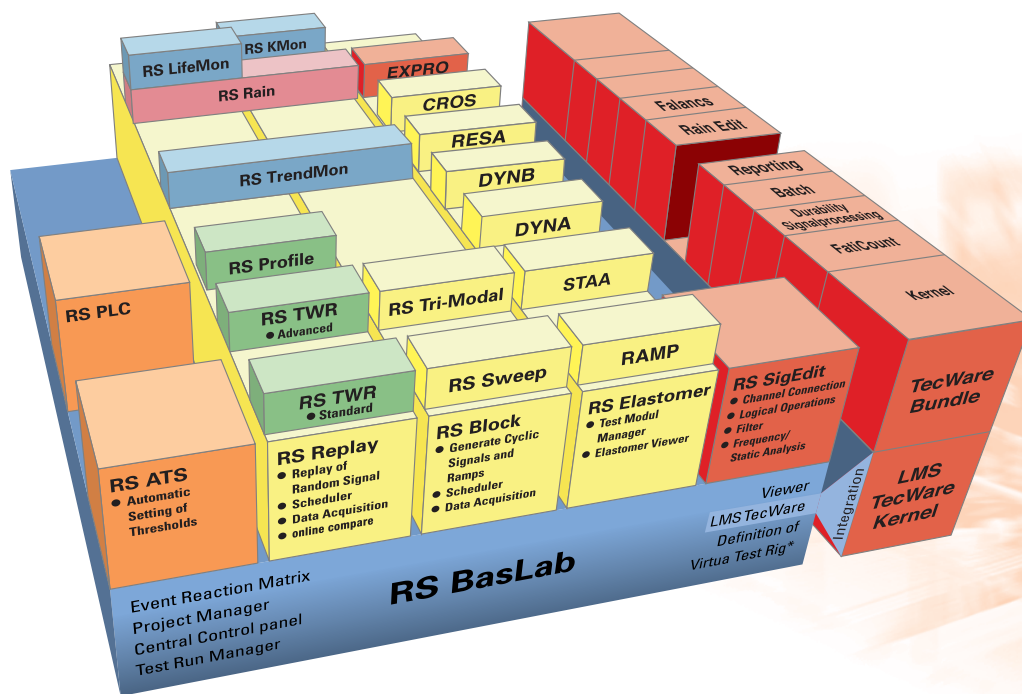 RS KMon
RS LifeMon
RS Rain
EXPRO
CROS
RESA
DYNB
DYNA
STAA
RAMP
RS TrendMon
RS Profile
RS TWR
● Advanced
RS TWR
● Standard
RS Tri-Modal
RS Sweep
RS PLC
RS ATS
● Automatic
Setting of
Thresholds
RS Replay
● Replay of
Random Signal
● Scheduler
● Data Acquisition
● online compare
RS Block
● Generate Cyclic
Signals and
Ramps
● Scheduler
● Data Acquisition
RS Elastomer
● Test Modul
Manager
● Elastomer Viewer
RS SigEdit
● Channel Connection
● Logical Operations
● Filter
● Frequency/
Static Analysis
Falancs
Rain Edit
Reporting
Batch
Durability
Signalprocessing
FatiCount
Kernel
TecWare
Bundle
LMS
TecWare
Kernel
Integration
Viewer
LMS TecWare
Definition of
Virtua Test Rig*
RS BasLab
Event Reaction Matrix
Project Manager
Central Control panel
Test Run Manager